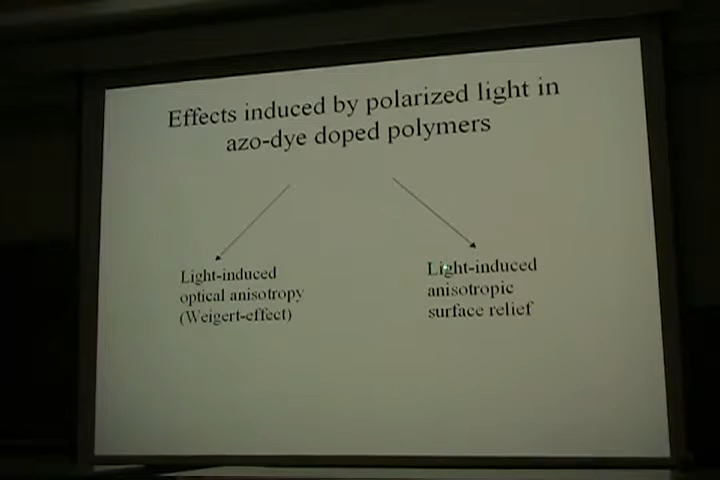 Effects induced by polarized light in
azo-dye doped polymers
Light-induced
optical anisotropy
(Weigert-effect)
Light-induced
anisotropic
surface relief